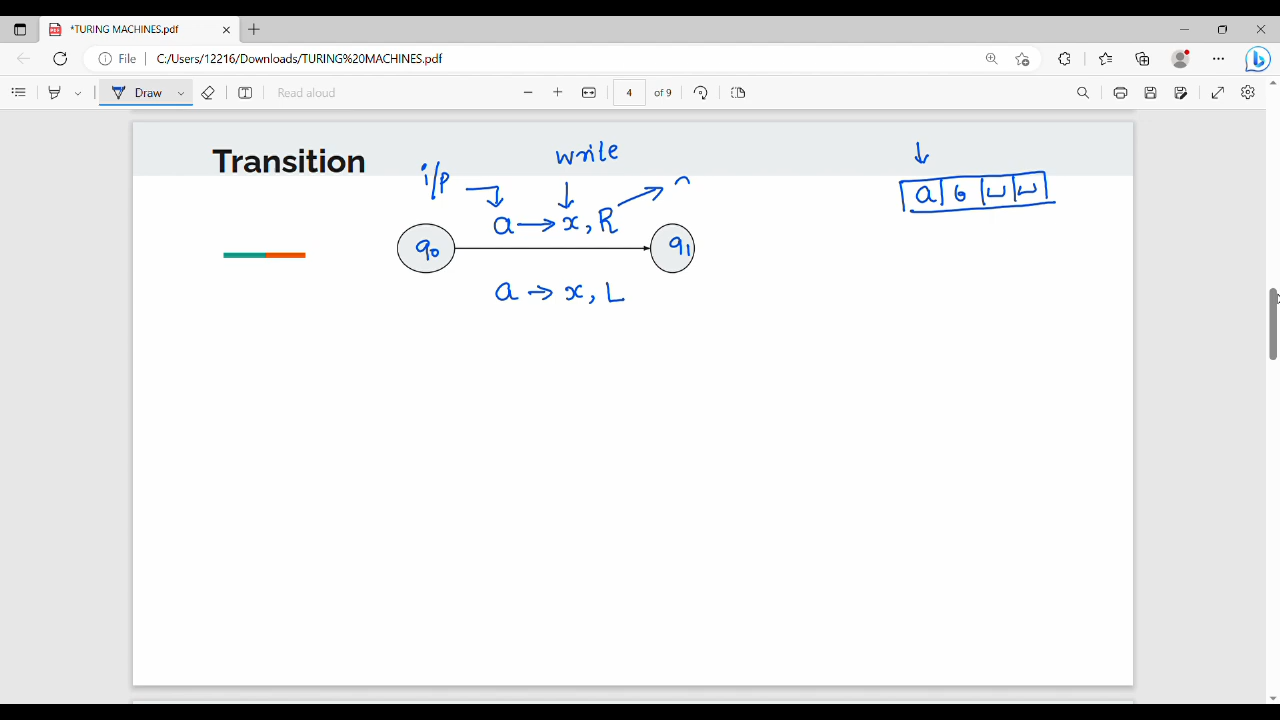 *TURING MACHINES.pdf
File C:/Users/12216/Downloads/TURING%20MACHINES.pdf
Draw Read aloud 4 of 9
Transition
i/p
write
a → x, R
q0
q1
a → x, L
a b ⊔ ⊔